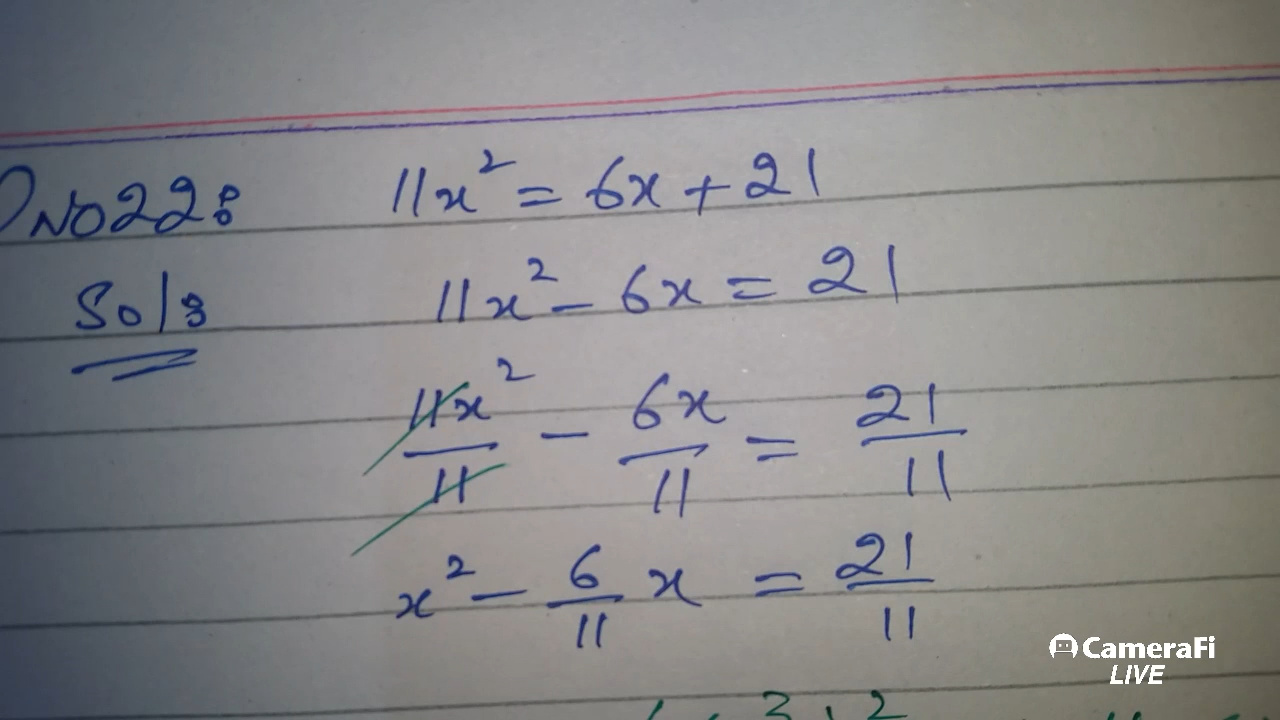 QNO22: 11x² = 6x + 21
Sol: 11x² - 6x = 21
11x²/11 - 6x/11 = 21/11
x² - 6/11 x = 21/11
CameraFi
LIVE